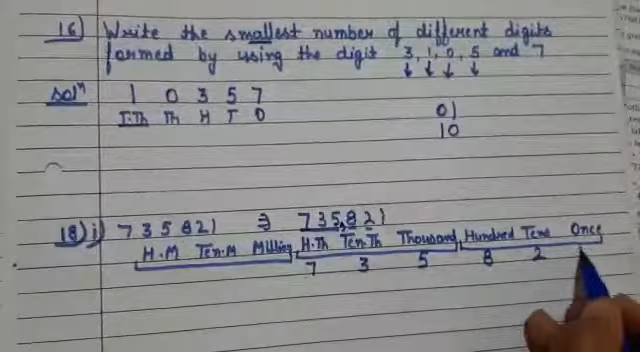 16) Write the smallest number of different digits
formed by using the digit 3, 1, 0, 5 and 7
Solⁿ 1 0 3 5 7
T.Th Th H T O
01
10
18) i) 7 3 5 8 2 1 ⇒ 7 3 5, 8 2 1
H.M Ten.M Million H.Th Ten.Th Thousand Hundred Tens Once
7 3 5 8 2